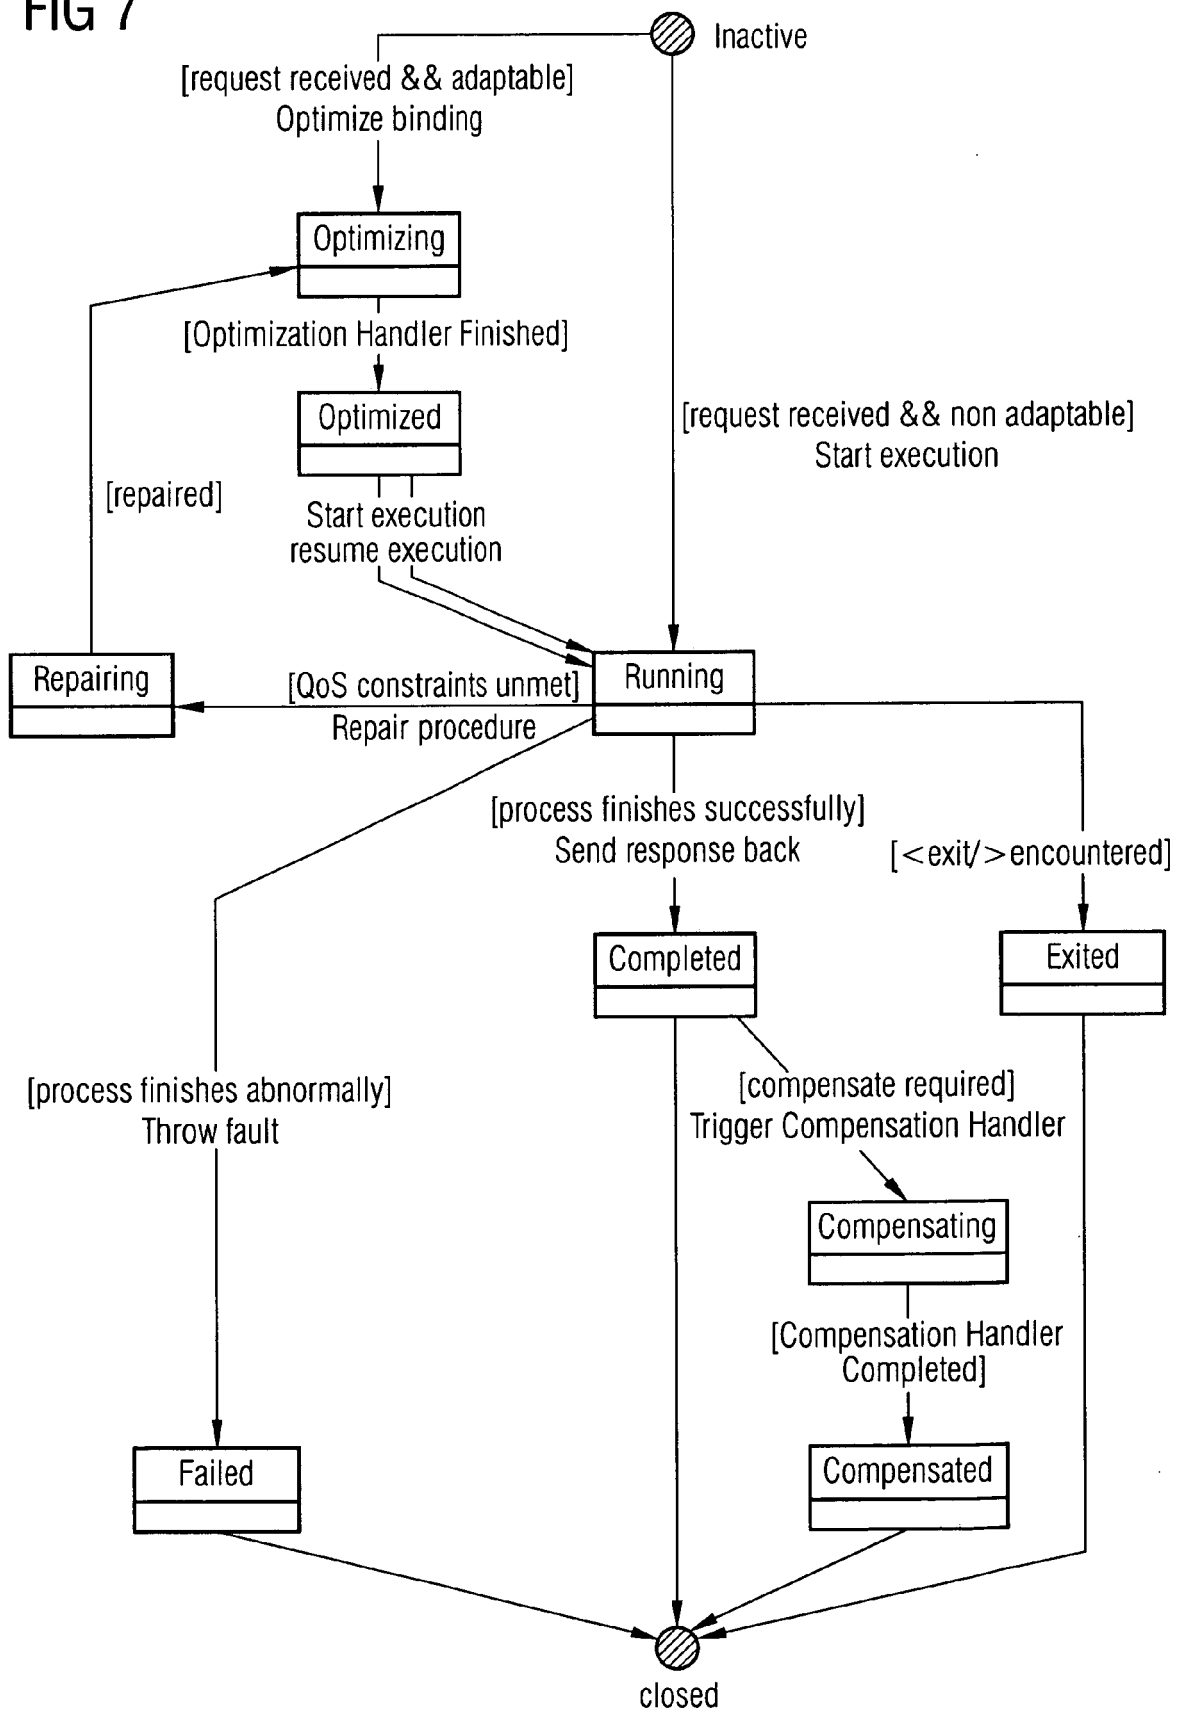 FIG 7
Inactive
[request received && adaptable]
Optimize binding
Optimizing
[Optimization Handler Finished]
Optimized
[request received && non adaptable]
Start execution
[repaired]
Start execution
resume execution
Repairing
[QoS constraints unmet]
Repair procedure
Running
[process finishes successfully]
Send response back
[<exit/>encountered]
Completed
Exited
[process finishes abnormally]
Throw fault
[compensate required]
Trigger Compensation Handler
Compensating
[Compensation Handler
Completed]
Failed
Compensated
closed